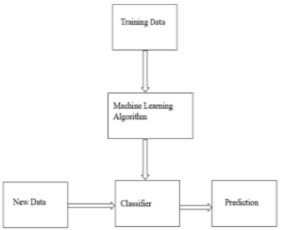 Training Data
Machine Learning
Algorithm
New Data
Classifier
Prediction